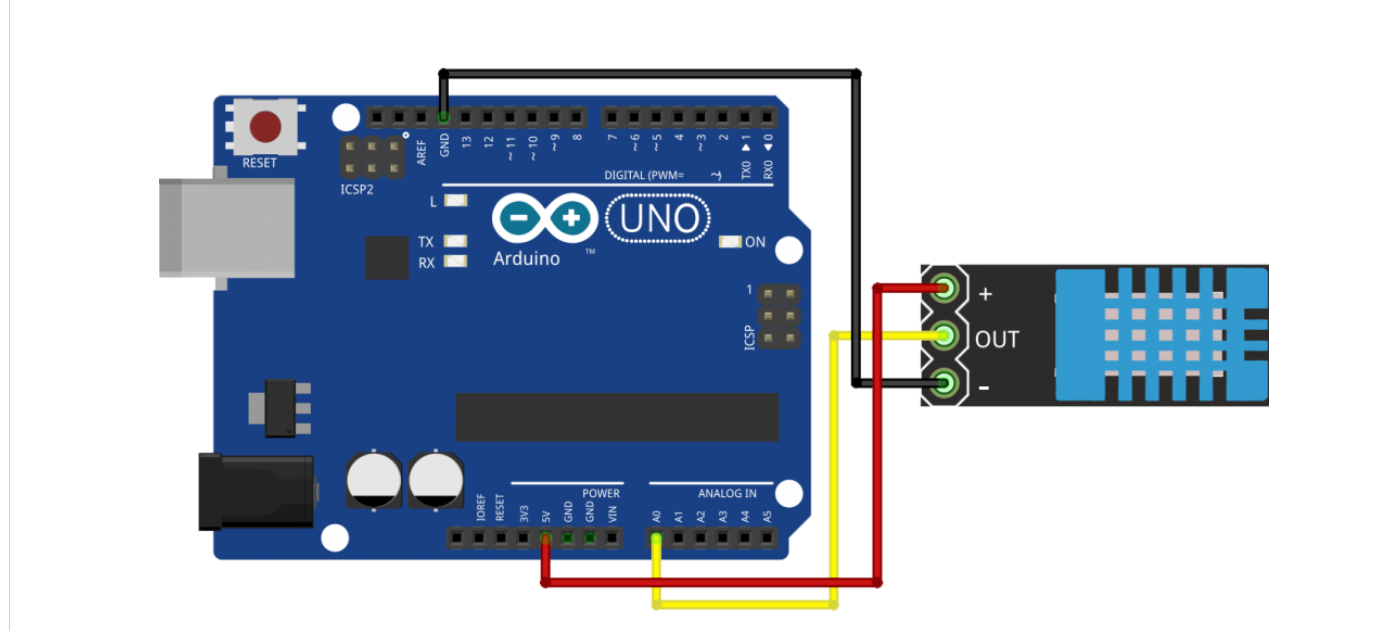 RESET
ICSP2
AREF
GND
13
12
~11
~10
~9
8
7
~6
~5
4
~3
2
TX0 ▶ 1
RX0 ◀ 0
DIGITAL (PWM= ~)
L
TX
RX
UNO
ON
Arduino
TM
1
ICSP
+
OUT
-
POWER
ANALOG IN
IOREF
RESET
3V3
5V
GND
GND
VIN
A0
A1
A2
A3
A4
A5